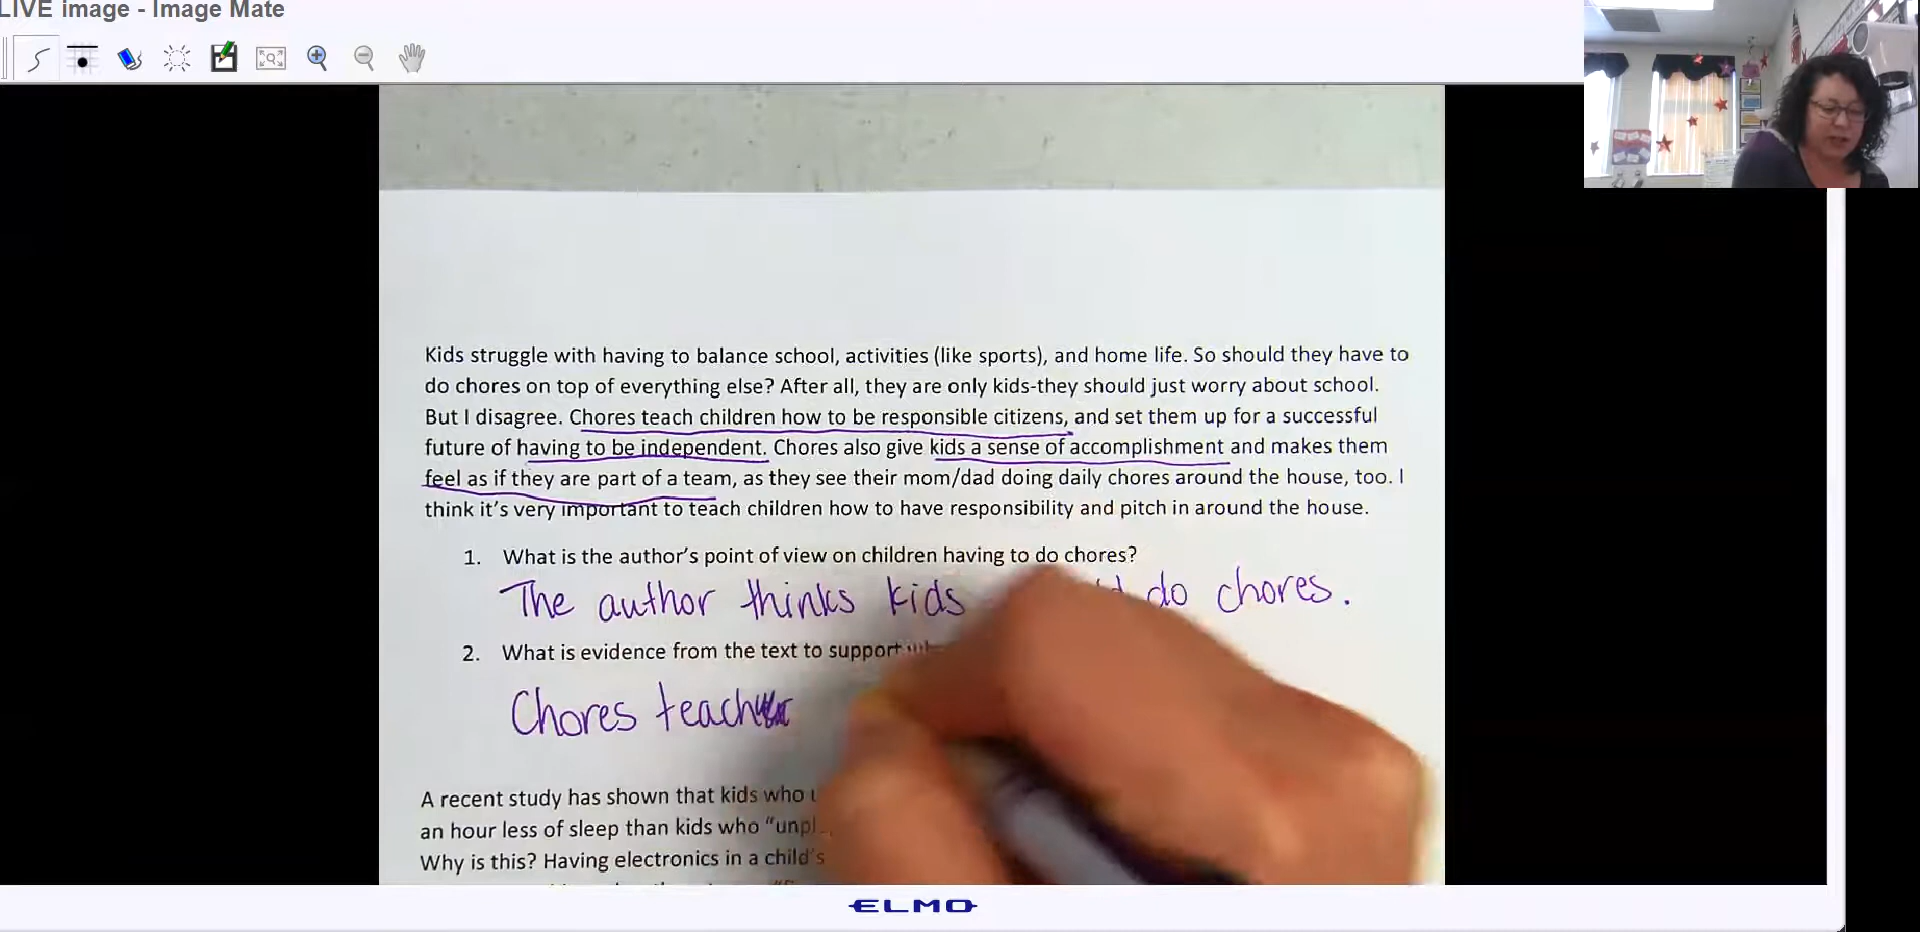 LIVE image - Image Mate
Kids struggle with having to balance school, activities (like sports), and home life. So should they have to
do chores on top of everything else? After all, they are only kids-they should just worry about school.
But I disagree. Chores teach children how to be responsible citizens, and set them up for a successful
future of having to be independent. Chores also give kids a sense of accomplishment and makes them
feel as if they are part of a team, as they see their mom/dad doing daily chores around the house, too. I
think it's very important to teach children how to have responsibility and pitch in around the house.
1. What is the author's point of view on children having to do chores?
The author thinks kids do chores.
2. What is evidence from the text to support
Chores teach
A recent study has shown that kids who
an hour less of sleep than kids who
Why is this? Having electronics in a child's
ELMO